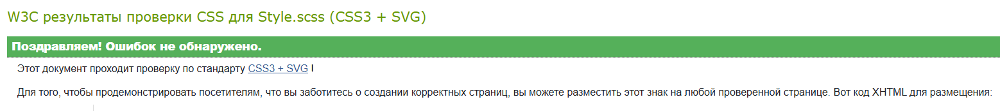 W3C результаты проверки CSS для Style.scss (CSS3 + SVG)
Поздравляем! Ошибок не обнаружено.
Этот документ проходит проверку по стандарту CSS3 + SVG !
Для того, чтобы продемонстрировать посетителям, что вы заботитесь о создании корректных страниц, вы можете разместить этот знак на любой проверенной странице. Вот код XHTML для размещения: